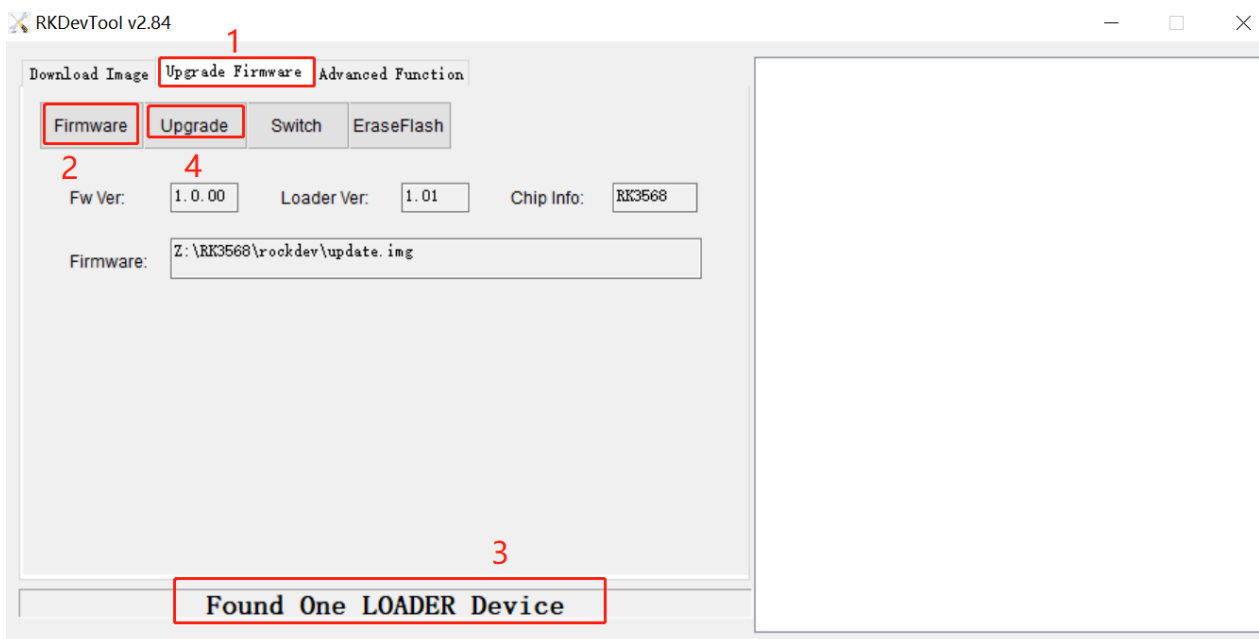 RKDevTool v2.84
1
Download Image Upgrade Firmware Advanced Function
Firmware Upgrade Switch EraseFlash
2 4
Fw Ver: 1.0.00 Loader Ver: 1.01 Chip Info: RK3568
Firmware: Z:\RK3568\rockdev\update.img
3
Found One LOADER Device